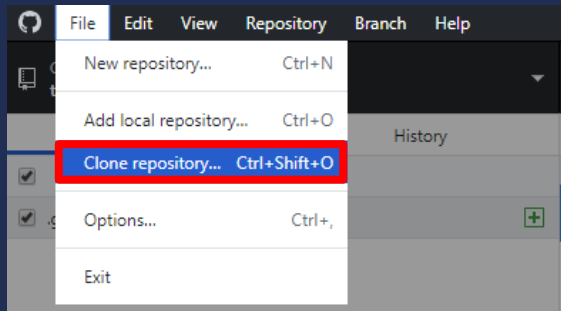 File Edit View Repository Branch Help
New repository... Ctrl+N
Add local repository... Ctrl+O
History
Clone repository... Ctrl+Shift+O
Options... Ctrl+,
Exit